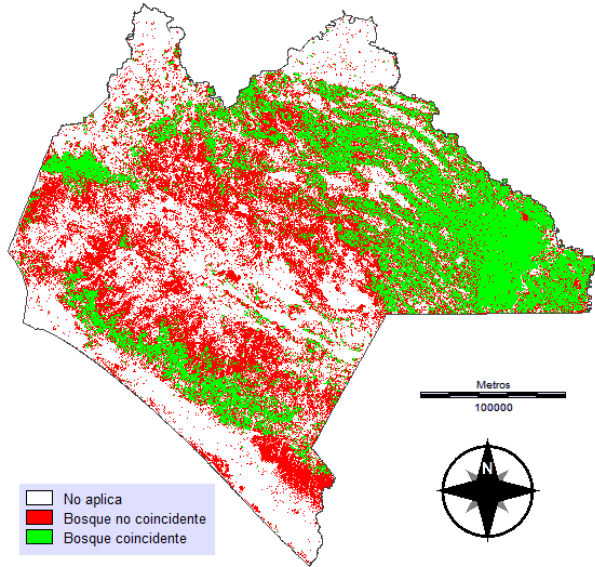 Metros
100000
N
No aplica
Bosque no coincidente
Bosque coincidente